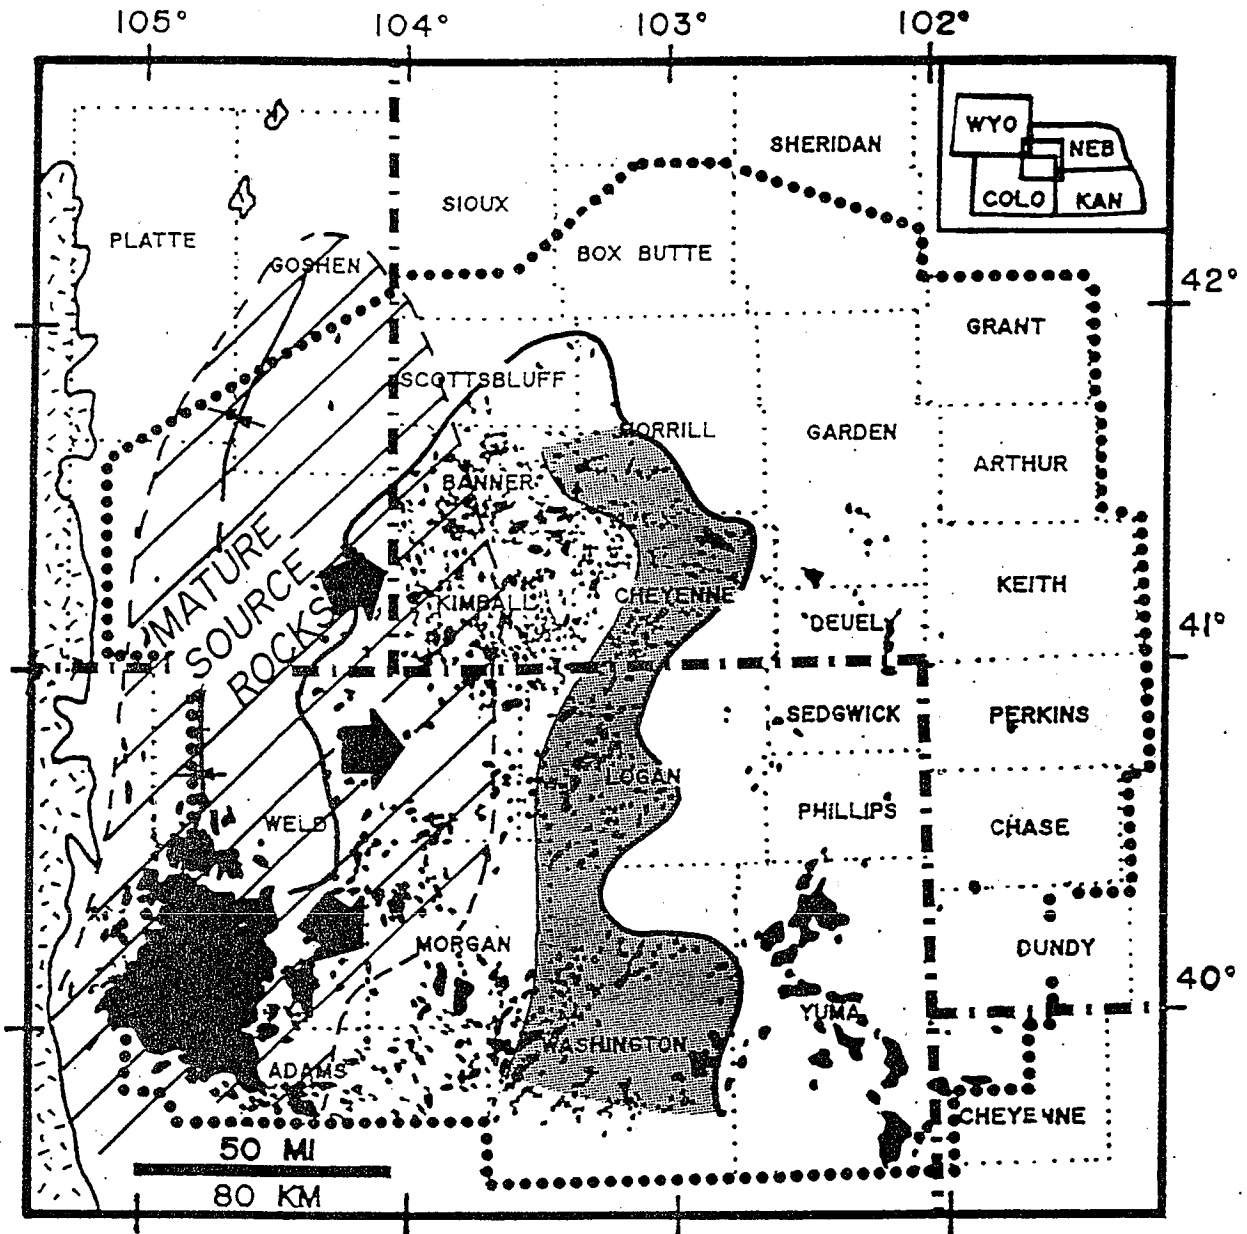 105° 104° 103° 102°
WYO
NEB
COLO KAN
SHERIDAN
SIOUX
PLATTE
BOX BUTTE
GOSHEN
42°
GRANT
SCOTTSBLUFF
MORRILL
GARDEN
ARTHUR
BANNER
MATURE
SOURCE
ROCKS
KEITH
KIMBALL
CHEYENNE
DEUEL
41°
SEDGWICK
PERKINS
LOGAN
PHILLIPS
WELD
CHASE
MORGAN
DUNDY
40°
YUMA
WASHINGTON
ADAMS
CHEYENNE
50 MI
80 KM